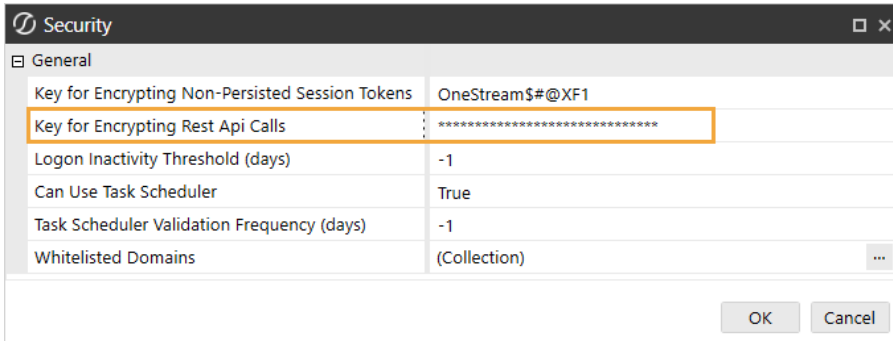 Security
General
Key for Encrypting Non-Persisted Session Tokens OneStream$#@XF1
Key for Encrypting Rest Api Calls ******************************
Logon Inactivity Threshold (days) -1
Can Use Task Scheduler True
Task Scheduler Validation Frequency (days) -1
Whitelisted Domains (Collection) ...
OK Cancel